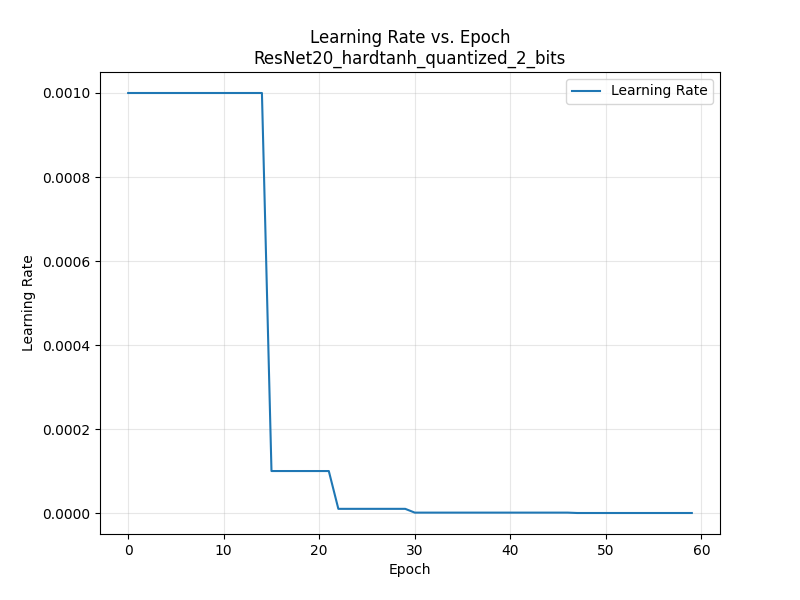 Learning Rate vs. Epoch
ResNet20_hardtanh_quantized_2_bits
Learning Rate
0.0010
0.0008
0.0006
0.0004
0.0002
0.0000
Learning Rate
0 10 20 30 40 50 60
Epoch